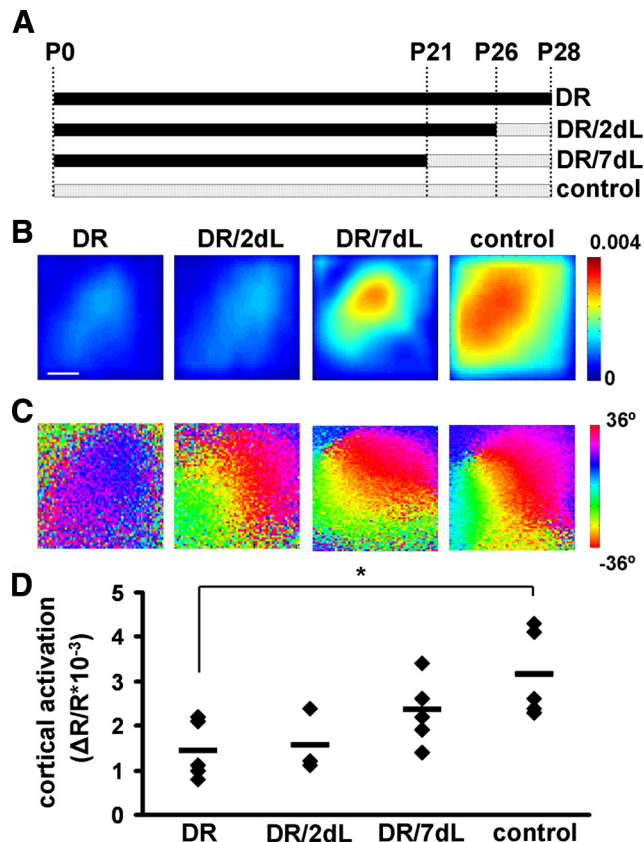 A
P0 P21 P26 P28
DR
DR/2dL
DR/7dL
control
B
DR DR/2dL DR/7dL control
0.004
0
C
36º
-36º
D
*
cortical activation
(ΔR/R*10⁻³)
5
4
3
2
1
0
DR DR/2dL DR/7dL control